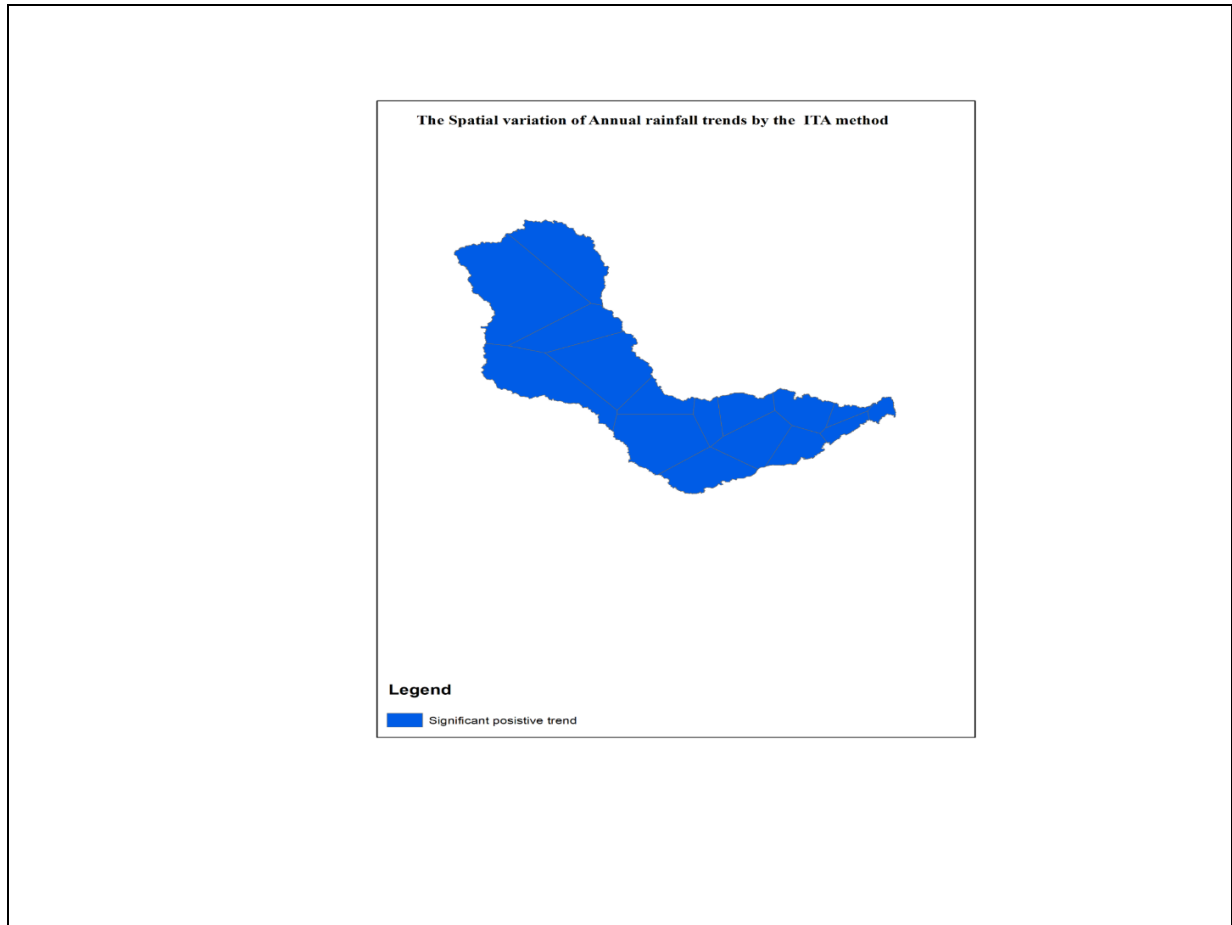 The Spatial variation of Annual rainfall trends by the ITA method
Legend
Significant posistive trend